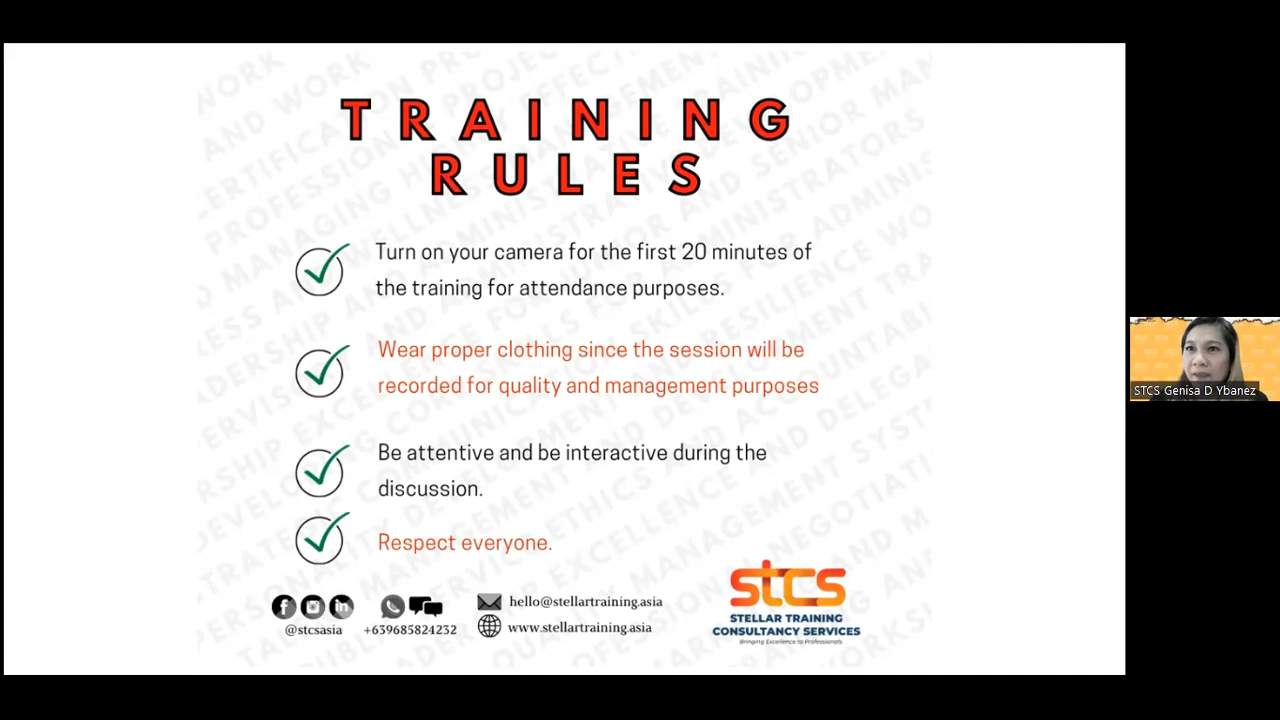 TRAINING
RULES
Turn on your camera for the first 20 minutes of
the training for attendance purposes.
Wear proper clothing since the session will be
recorded for quality and management purposes
Be attentive and be interactive during the
discussion.
Respect everyone.
@stcsasia
+639685824232
hello@stellartraining.asia
www.stellartraining.asia
stcs
STELLAR TRAINING
CONSULTANCY SERVICES
Bringing Excellence to Professionals
STCS Genisa D Ybanez